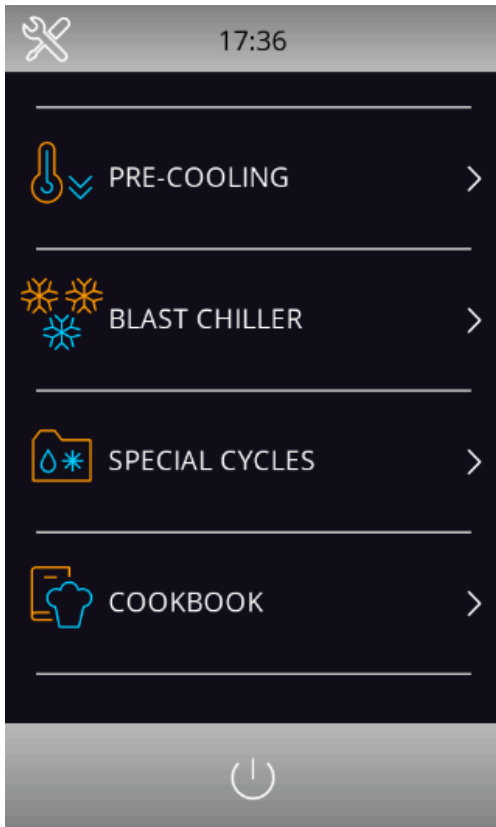 17:36
PRE-COOLING
BLAST CHILLER
SPECIAL CYCLES
COOKBOOK